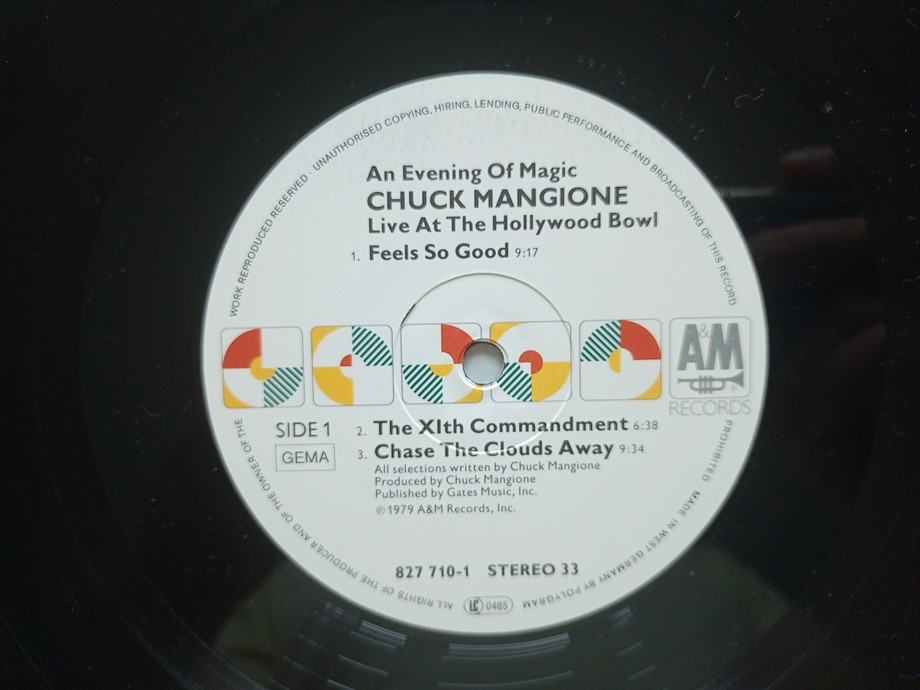 WORK REPRODUCED RESERVED - UNAUTHORISED COPYING, HIRING, LENDING, PUBLIC PERFORMANCE AND BROADCASTING OF THIS RECORD
PROHIBITED. MADE IN WEST GERMANY BY POLYGRAM
ALL RIGHTS OF THE PRODUCER AND OF THE OWNER OF THE
An Evening Of Magic
CHUCK MANGIONE
Live At The Hollywood Bowl
1. Feels So Good 9:17
A&M
RECORDS
SIDE 1
GEMA
2. The XIth Commandment 6:38
3. Chase The Clouds Away 9:34
All selections written by Chuck Mangione
Produced by Chuck Mangione
Published by Gates Music, Inc.
℗ 1979 A&M Records, Inc.
827 710-1 STEREO 33
LC 0485